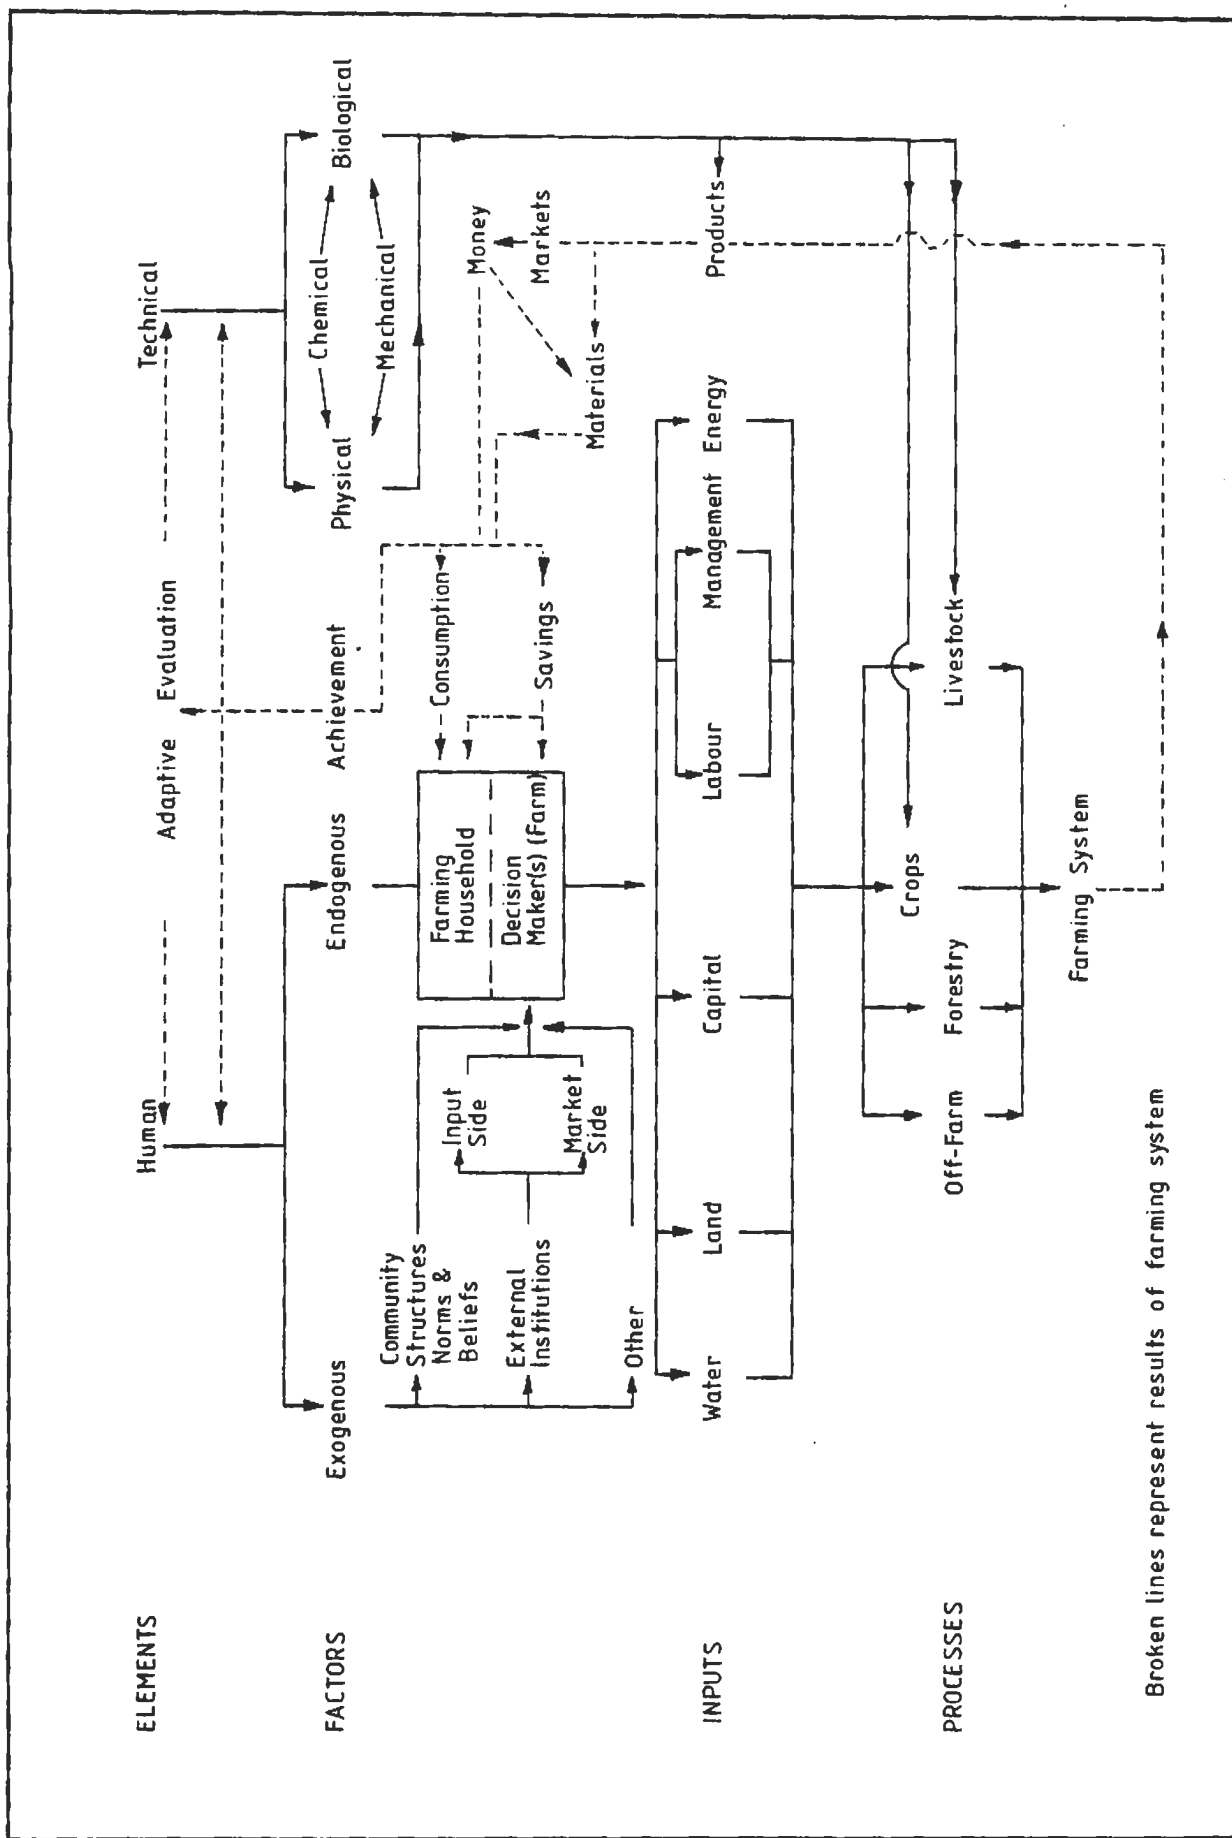 ELEMENTS
Human
Adaptive
Evaluation
Technical
FACTORS
Exogenous
Endogenous
Achievement
Physical
Chemical
Mechanical
Biological
Community
Structures
Norms &
Beliefs
External
Institutions
Other
Input
Side
Market
Side
Farming
Household
Decision
Maker(s) (Farm)
Consumption
Savings
Money
Markets
Materials
INPUTS
Water
Land
Capital
Labour
Management
Energy
Products
PROCESSES
Off-Farm
Forestry
Crops
Livestock
Farming System
Broken lines represent results of farming system